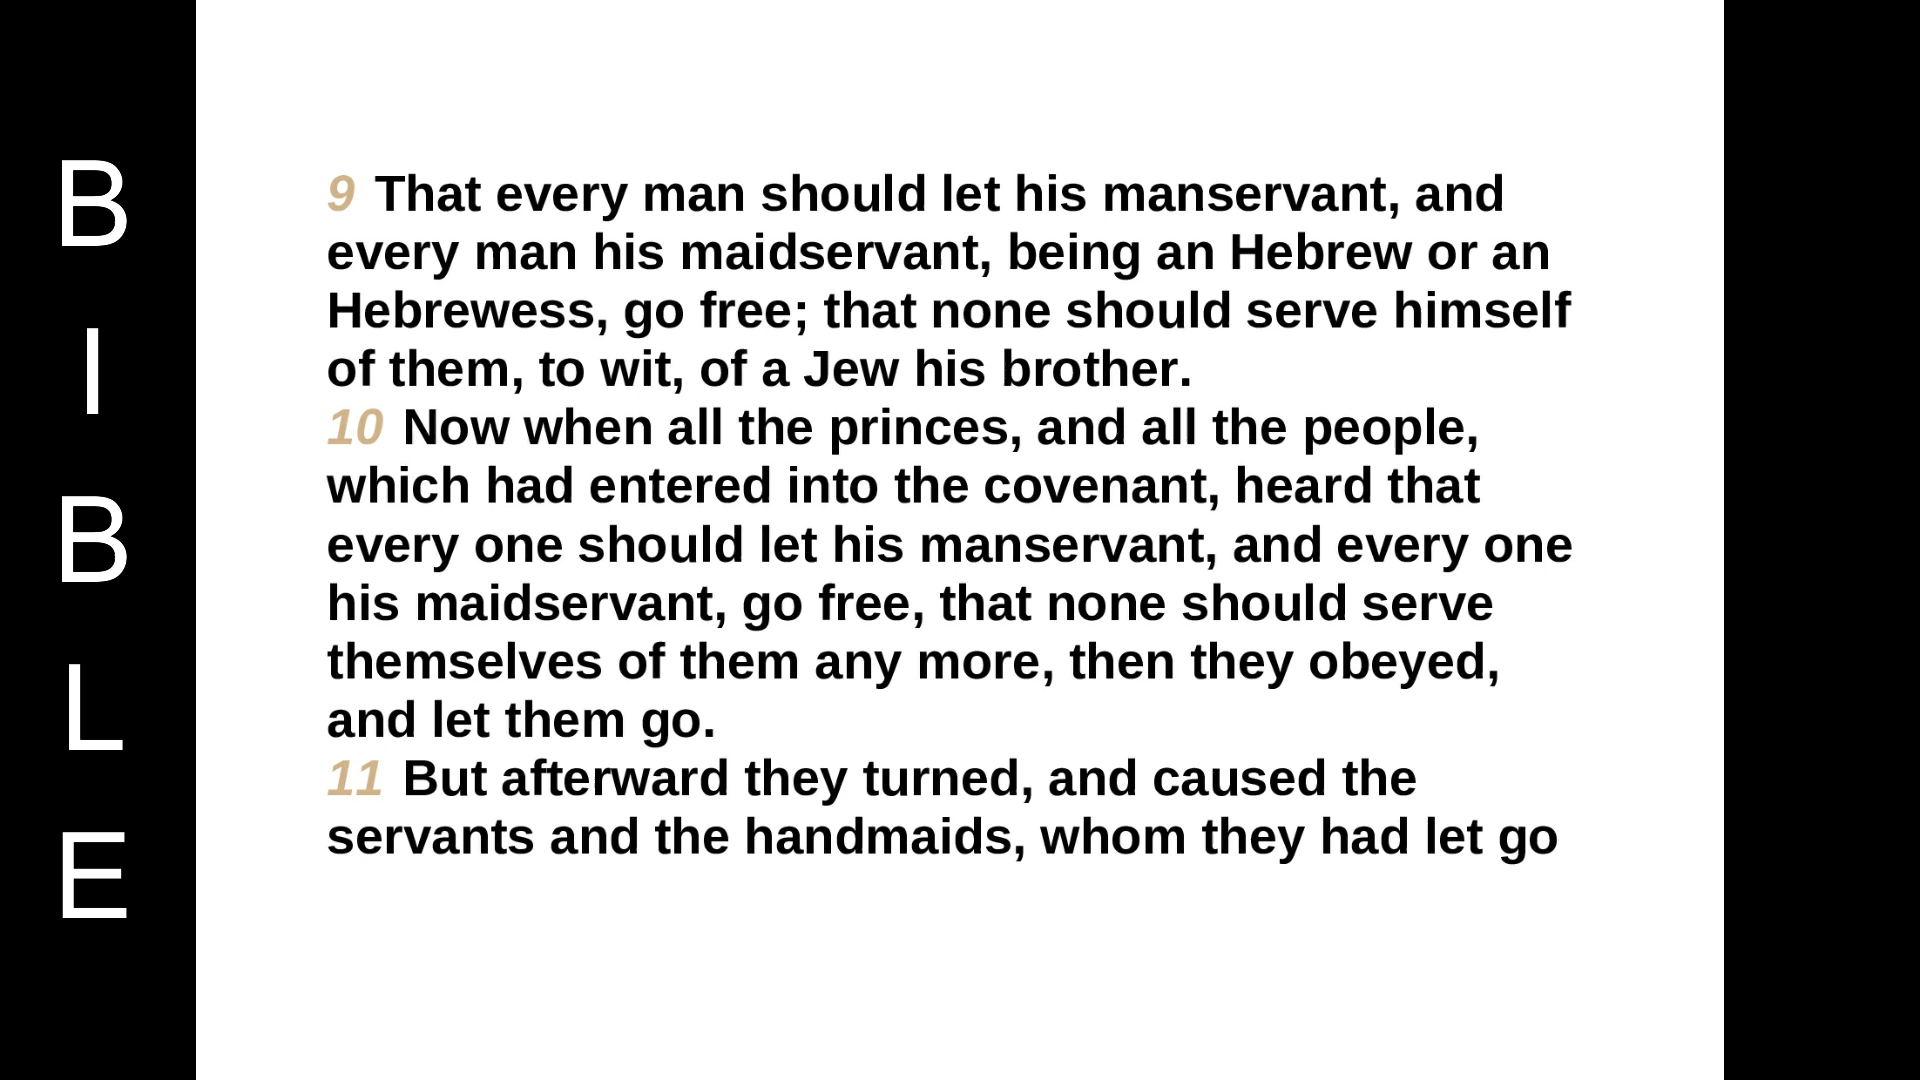 BIBLE
9 That every man should let his manservant, and
every man his maidservant, being an Hebrew or an
Hebrewess, go free; that none should serve himself
of them, to wit, of a Jew his brother.
10 Now when all the princes, and all the people,
which had entered into the covenant, heard that
every one should let his manservant, and every one
his maidservant, go free, that none should serve
themselves of them any more, then they obeyed,
and let them go.
11 But afterward they turned, and caused the
servants and the handmaids, whom they had let go